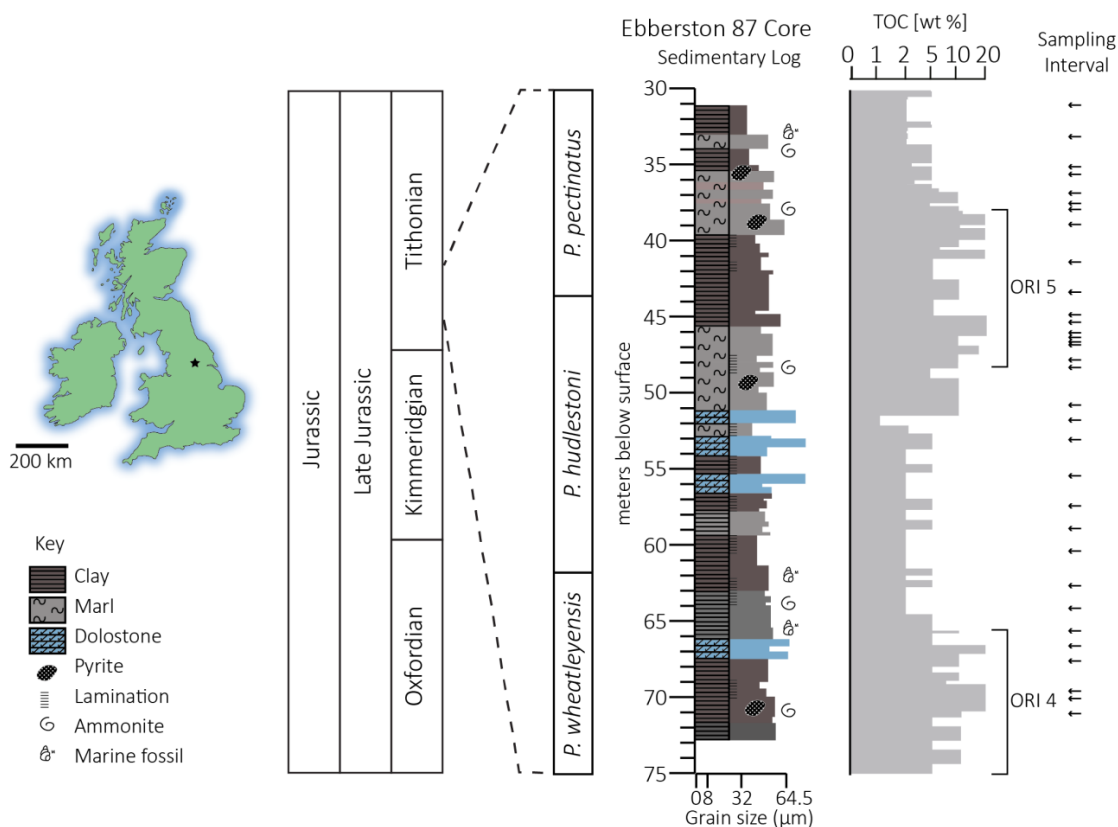 Ebberston 87 Core
Sedimentary Log
TOC [wt %]
0 1 2 5 10 20
Sampling
Interval
Jurassic
Late Jurassic
Tithonian
Kimmeridgian
Oxfordian
P. pectinatus
P. hudlestoni
P. wheatleyensis
meters below surface
30
35
40
45
50
55
60
65
70
75
08 32 64.5
Grain size (µm)
ORI 5
ORI 4
200 km
Key
Clay
Marl
Dolostone
Pyrite
Lamination
Ammonite
Marine fossil